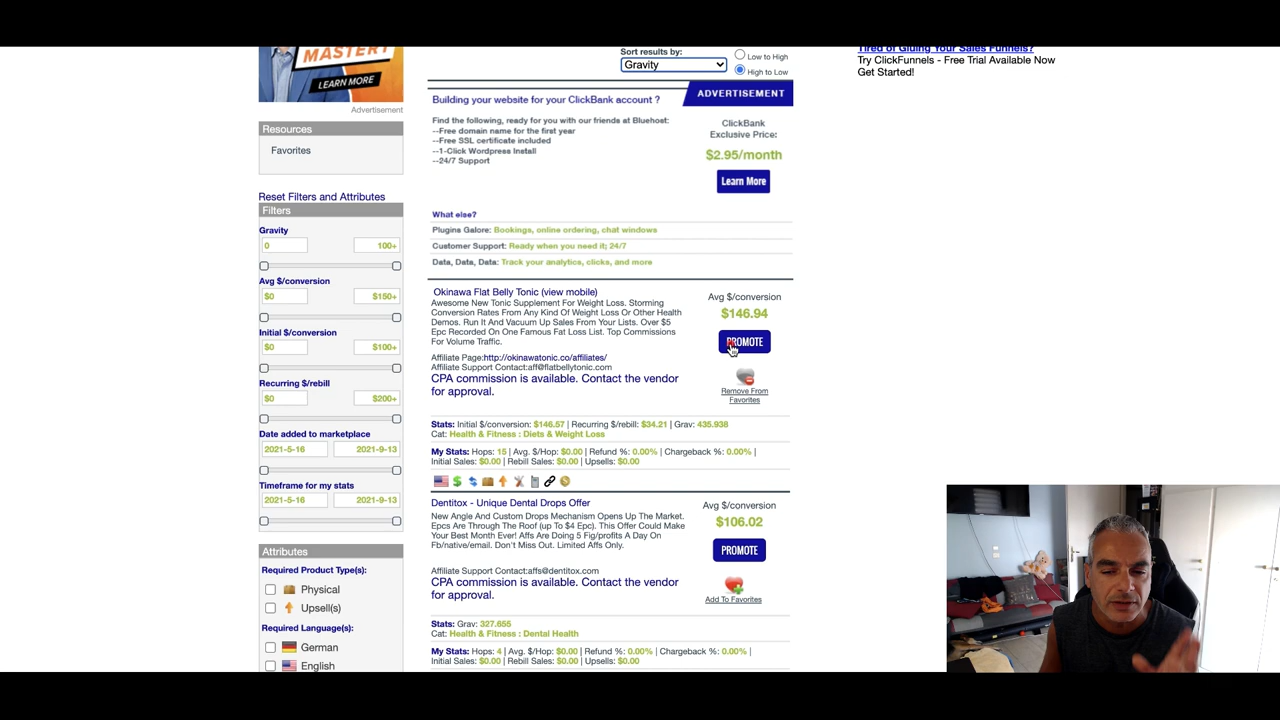 MASTERY
LEARN MORE
Advertisement
Resources
Favorites
Reset Filters and Attributes
Filters
Gravity
0 100+
Avg $/conversion
$0 $150+
Initial $/conversion
$0 $100+
Recurring $/rebill
$0 $200+
Date added to marketplace
2021-5-16 2021-9-13
Timeframe for my stats
2021-5-16 2021-9-13
Attributes
Required Product Type(s):
Physical
Upsell(s)
Required Language(s):
German
English
Sort results by:
Gravity
Low to High
High to Low
ADVERTISEMENT
Building your website for your ClickBank account ?
Find the following, ready for you with our friends at Bluehost:
--Free domain name for the first year
--Free SSL certificate included
--1-Click Wordpress Install
--24/7 Support
ClickBank
Exclusive Price:
$2.95/month
Learn More
What else?
Plugins Galore: Bookings, online ordering, chat windows
Customer Support: Ready when you need it; 24/7
Data, Data, Data: Track your analytics, clicks, and more
Okinawa Flat Belly Tonic (view mobile)
Awesome New Tonic Supplement For Weight Loss. Storming
Conversion Rates From Any Kind Of Weight Loss Or Other Health
Demos. Run It And Vacuum Up Sales From Your Lists. Over $5
Epc Recorded On One Famous Fat Loss List. Top Commissions
For Volume Traffic.
Affiliate Page:http://okinawatonic.co/affiliates/
Affiliate Support Contact:aff@flatbellytonic.com
CPA commission is available. Contact the vendor
for approval.
Avg $/conversion
$146.94
PROMOTE
Remove From
Favorites
Stats: Initial $/conversion: $146.57 | Recurring $/rebill: $34.21 | Grav: 435.938
Cat: Health & Fitness : Diets & Weight Loss
My Stats: Hops: 15 | Avg. $/Hop: $0.00 | Refund %: 0.00% | Chargeback %: 0.00% |
Initial Sales: $0.00 | Rebill Sales: $0.00 | Upsells: $0.00
Dentitox - Unique Dental Drops Offer
New Angle And Custom Drops Mechanism Opens Up The Market.
Epcs Are Through The Roof (up To $4 Epc). This Offer Could Make
Your Best Month Ever! Affs Are Doing 5 Fig/profits A Day On
Fb/native/email. Don't Miss Out. Limited Affs Only.
Affiliate Support Contact:affs@dentitox.com
CPA commission is available. Contact the vendor
for approval.
Avg $/conversion
$106.02
PROMOTE
Add To Favorites
Stats: Grav: 327.655
Cat: Health & Fitness : Dental Health
My Stats: Hops: 4 | Avg. $/Hop: $0.00 | Refund %: 0.00% | Chargeback %: 0.00% |
Initial Sales: $0.00 | Rebill Sales: $0.00 | Upsells: $0.00
Tired of Gluing Your Sales Funnels?
Try ClickFunnels - Free Trial Available Now
Get Started!